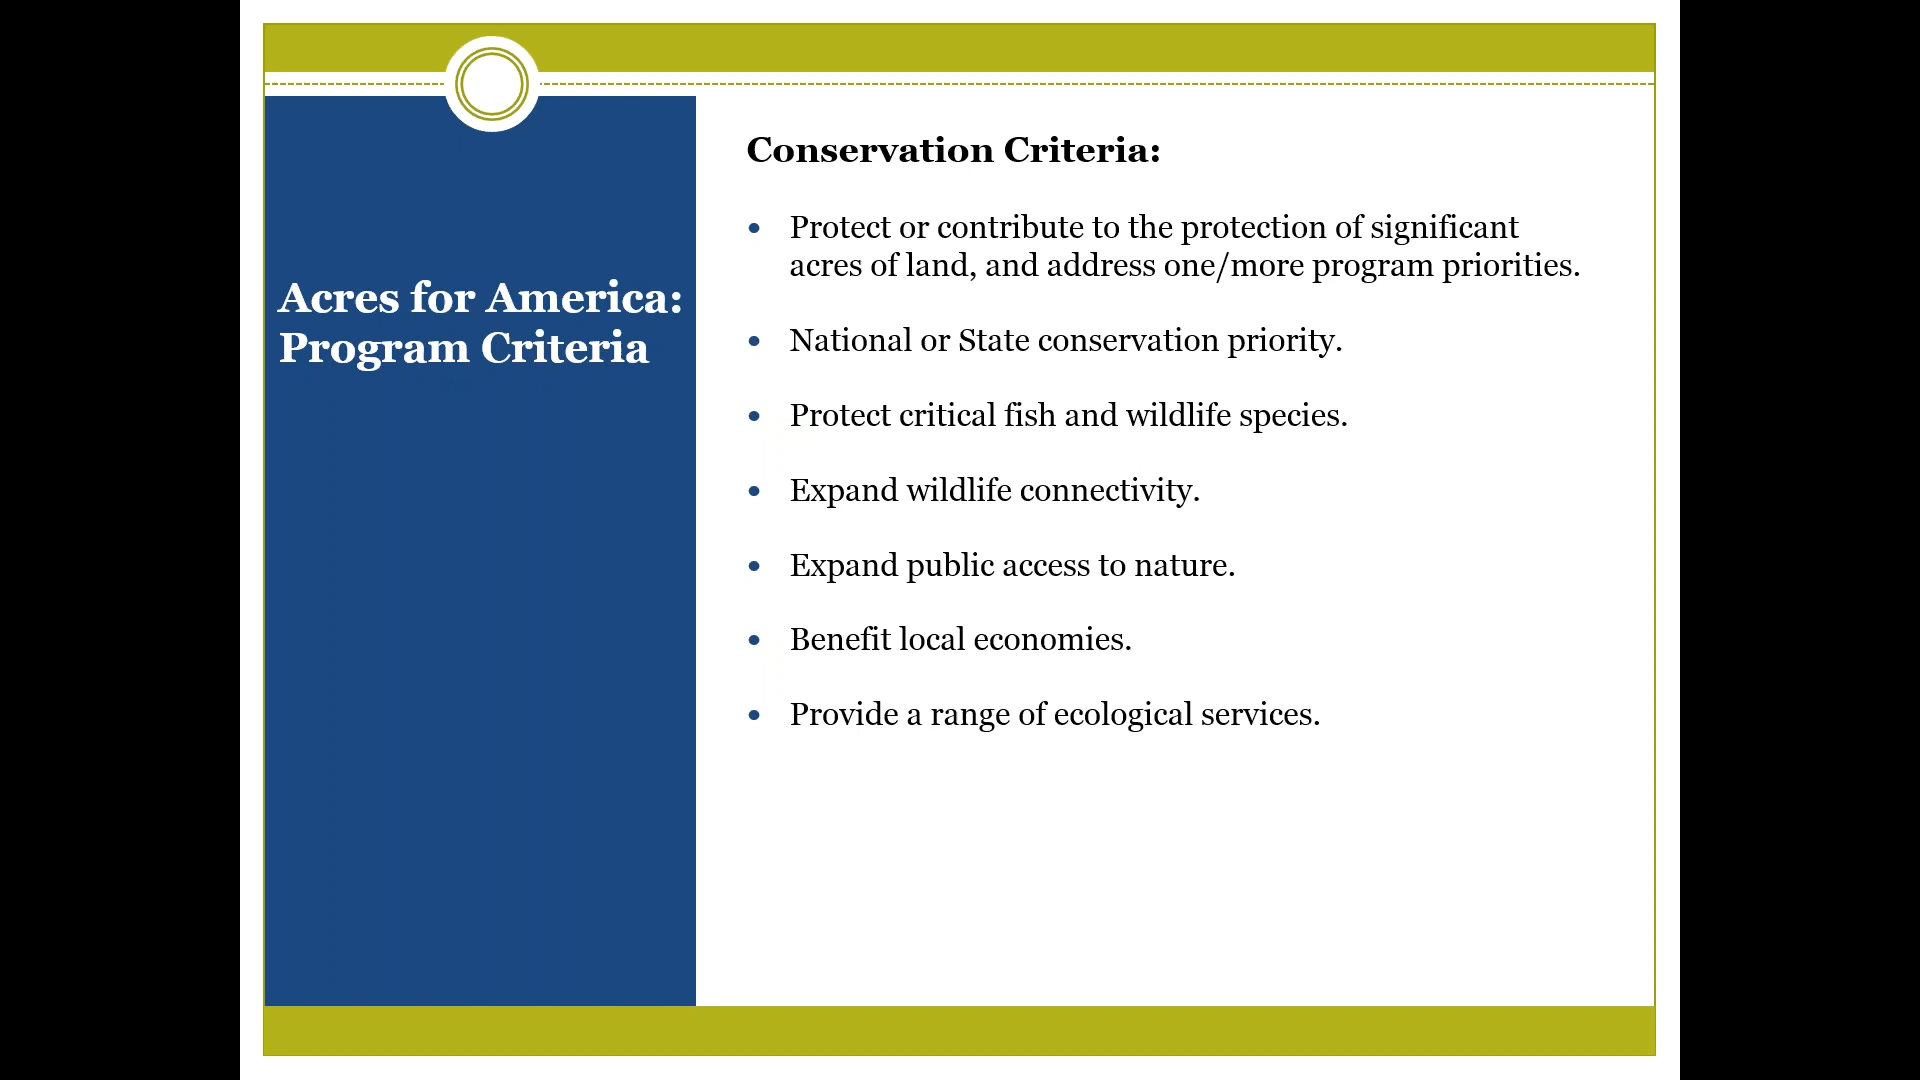 Acres for America:
Program Criteria
Conservation Criteria:
• Protect or contribute to the protection of significant
acres of land, and address one/more program priorities.
• National or State conservation priority.
• Protect critical fish and wildlife species.
• Expand wildlife connectivity.
• Expand public access to nature.
• Benefit local economies.
• Provide a range of ecological services.